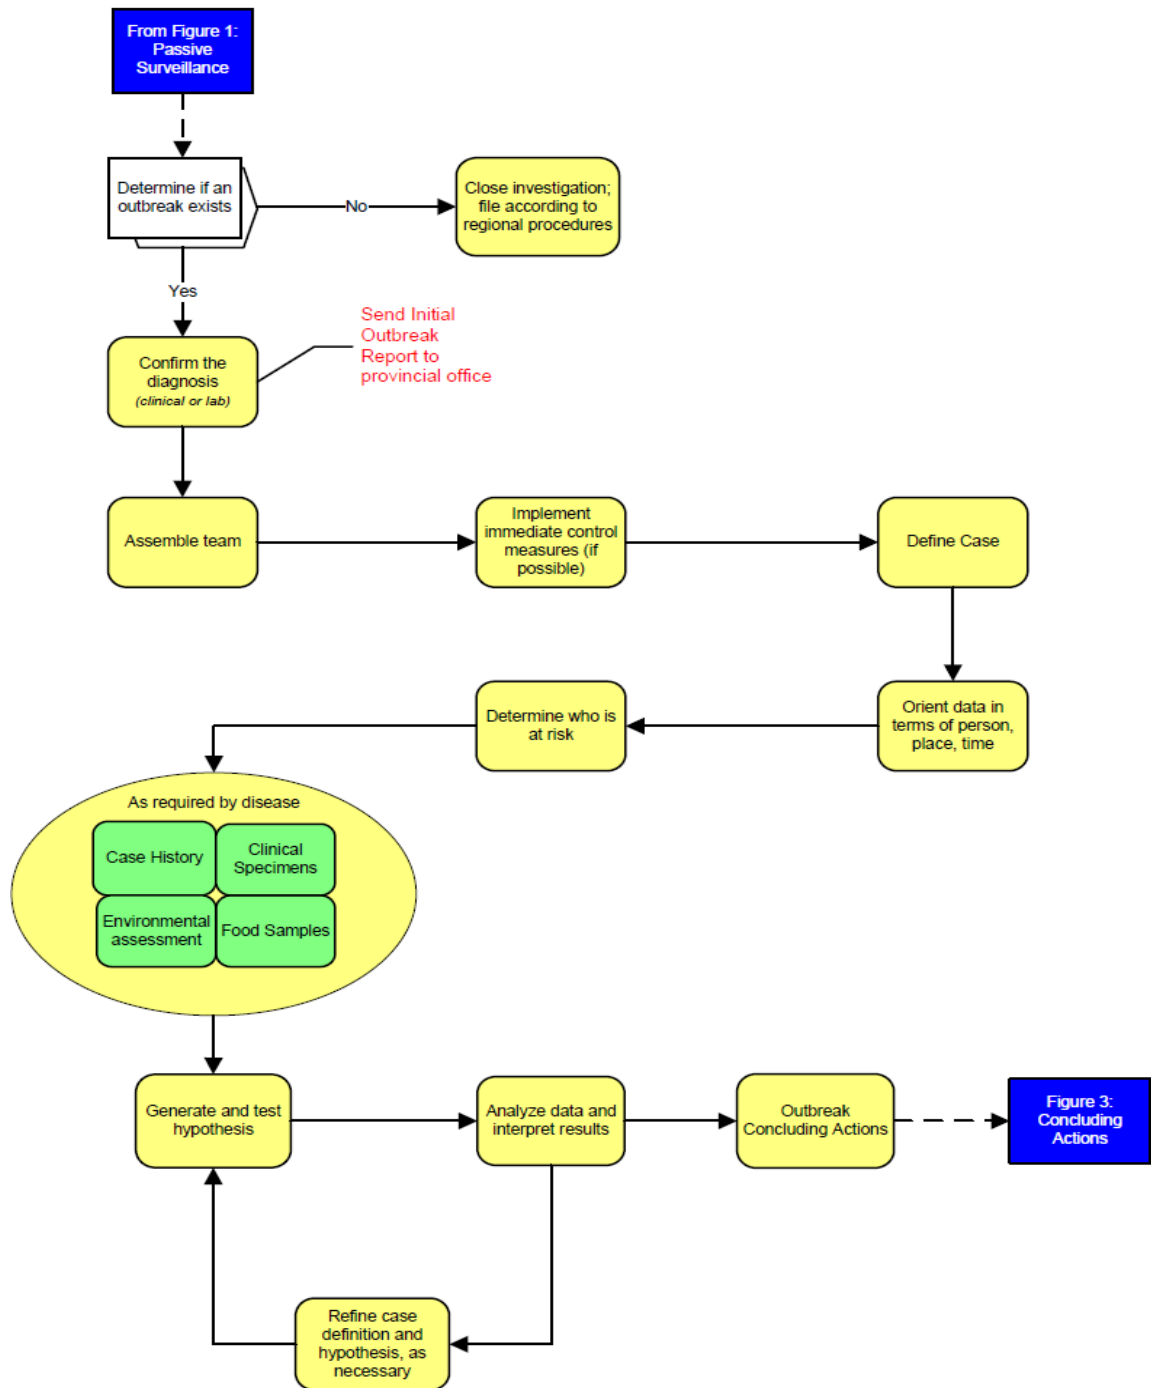 From Figure 1:
Passive
Surveillance
Determine if an
outbreak exists
No
Close investigation;
file according to
regional procedures
Yes
Send Initial
Outbreak
Report to
provincial office
Confirm the
diagnosis
(clinical or lab)
Assemble team
Implement
immediate control
measures (if
possible)
Define Case
Orient data in
terms of person,
place, time
Determine who is
at risk
As required by disease
Case History
Clinical
Specimens
Environmental
assessment
Food Samples
Generate and test
hypothesis
Analyze data and
interpret results
Outbreak
Concluding Actions
Figure 3:
Concluding
Actions
Refine case
definition and
hypothesis, as
necessary